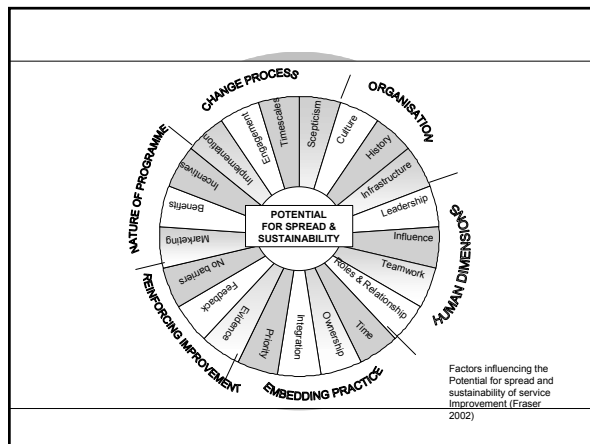 CHANGE PROCESS
ORGANISATION
HUMAN DIMENSIONS
EMBEDDING PRACTICE
REINFORCING IMPROVEMENT
NATURE OF PROGRAMME
Scepticism
Culture
History
Infrastructure
Leadership
Influence
Teamwork
Roles & Relationship
Time
Ownership
Integration
Priority
Evidence
Feedback
No barriers
Marketing
Benefits
Incentives
Implementation
Engagement
Timescales
POTENTIAL
FOR SPREAD &
SUSTAINABILITY
Factors influencing the
Potential for spread and
sustainability of service
Improvement (Fraser
2002)